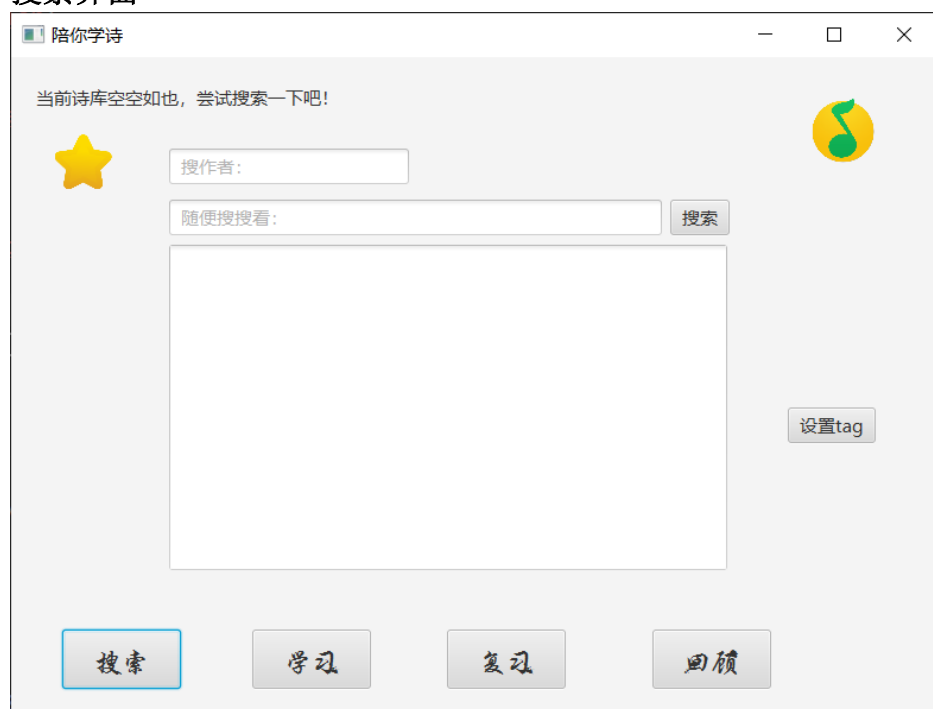 搜索界面
陪你学诗
当前诗库空空如也，尝试搜索一下吧！
搜作者：
随便搜搜看：
搜索
设置tag
搜索
学习
复习
回顾